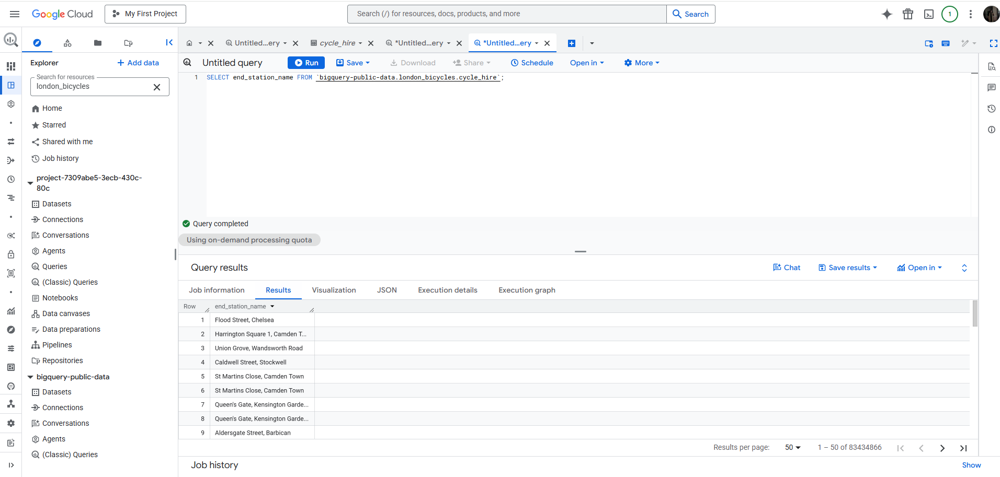 Google Cloud
My First Project
Search (/) for resources, docs, products, and more
Search
1
Untitled...ery
cycle_hire
*Untitled...ery
*Untitled...ery
Explorer
Add data
Search for resources
london_bicycles
Home
Starred
Shared with me
Job history
project-7309abe5-3ecb-430c-
80c
Datasets
Connections
Conversations
Agents
Queries
(Classic) Queries
Notebooks
Data canvases
Data preparations
Pipelines
Repositories
bigquery-public-data
Datasets
Connections
Conversations
Agents
(Classic) Queries
Untitled query
Run
Save
Download
Share
Schedule
Open in
More
1 SELECT end_station_name FROM `bigquery-public-data.london_bicycles.cycle_hire`;
Query completed
Using on-demand processing quota
Query results
Chat
Save results
Open in
Job information
Results
Visualization
JSON
Execution details
Execution graph
Row end_station_name
1 Flood Street, Chelsea
2 Harrington Square 1, Camden T...
3 Union Grove, Wandsworth Road
4 Caldwell Street, Stockwell
5 St Martins Close, Camden Town
6 St Martins Close, Camden Town
7 Queen's Gate, Kensington Garde...
8 Queen's Gate, Kensington Garde...
9 Aldersgate Street, Barbican
Results per page: 50 1 – 50 of 83434866
Job history
Show